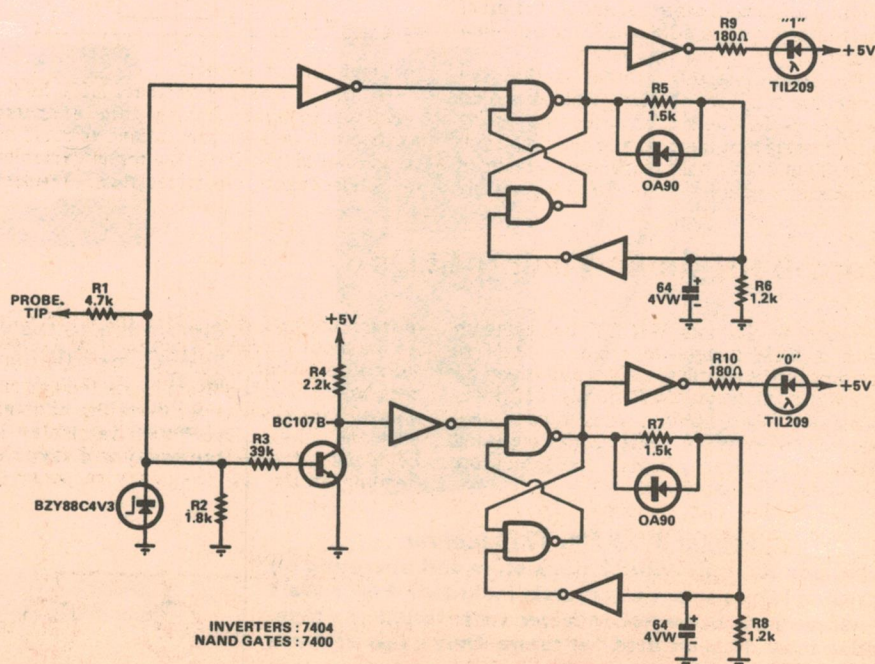 R9
180Ω
"1"
+5V
λ
TIL209
R5
1.5k
OA90
R1
4.7k
PROBE.
TIP
64
4VW
+
-
R6
1.2k
+5V
R4
2.2k
R10
180Ω
"0"
+5V
λ
TIL209
BC107B
R3
39k
R7
1.5k
BZY88C4V3
R2
1.8k
OA90
INVERTERS : 7404
NAND GATES : 7400
64
4VW
+
-
R8
1.2k